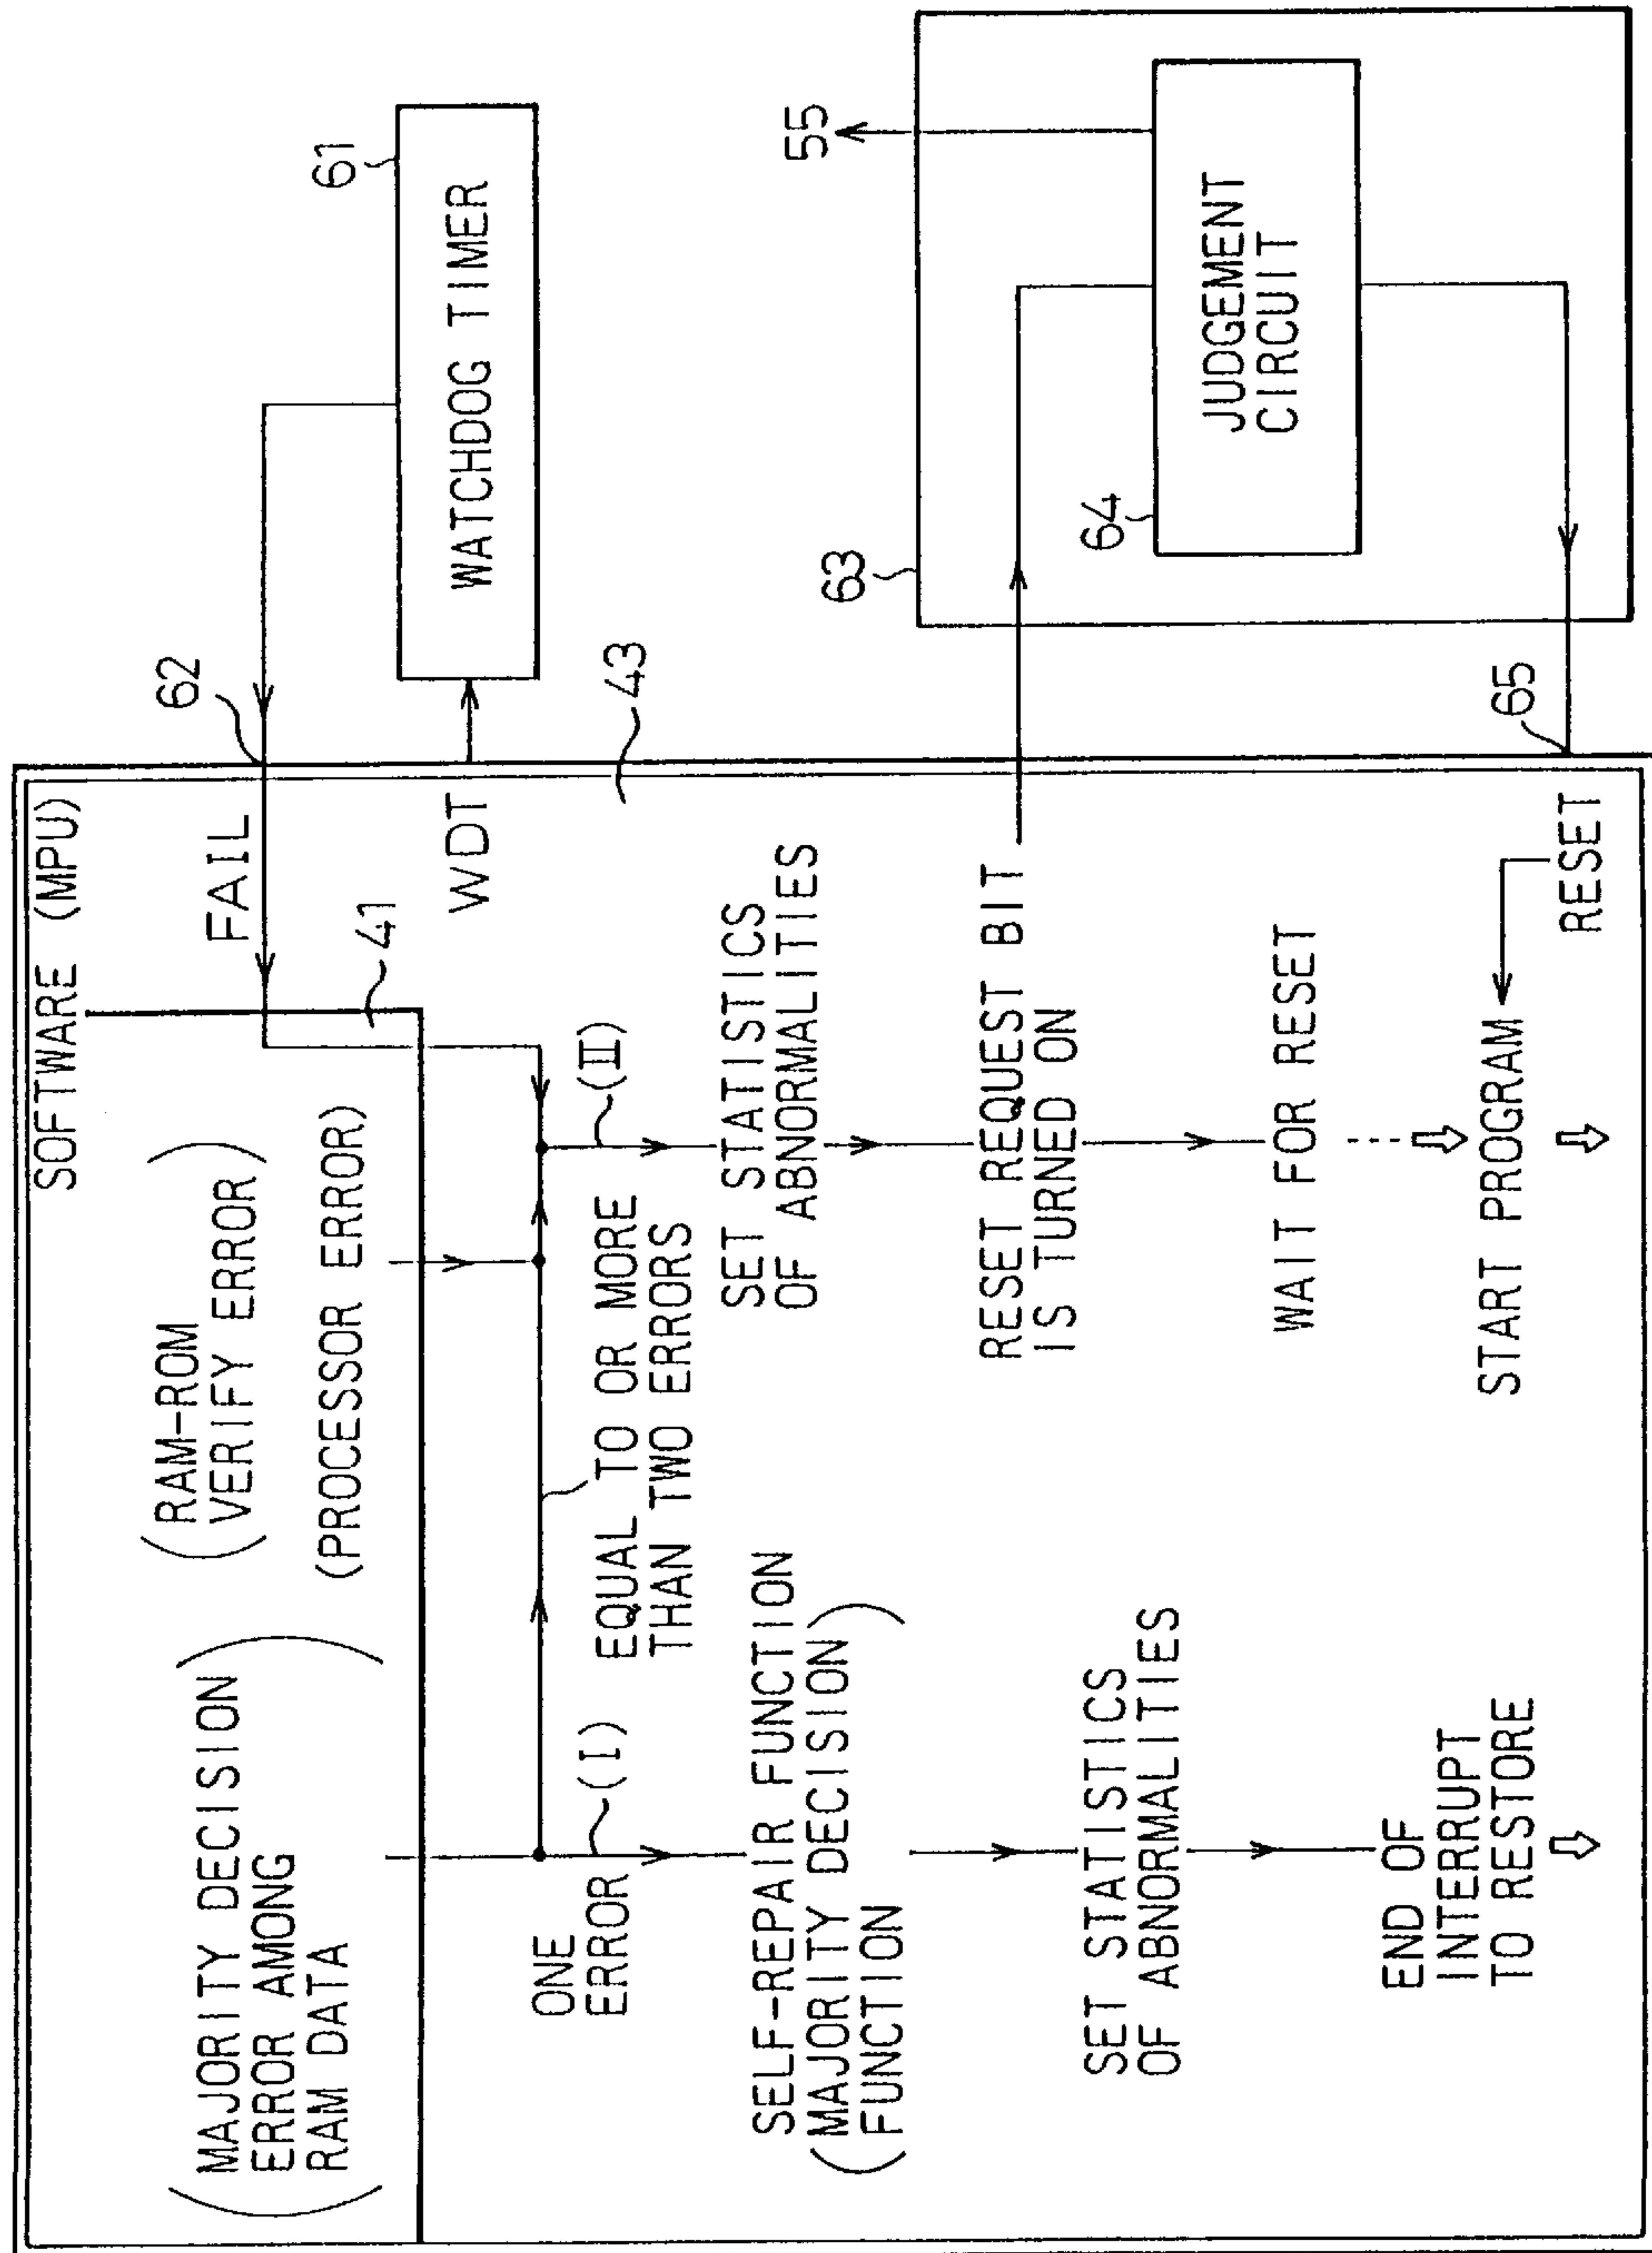 SOFTWARE (MPU)
(MAJORITY DECISION
ERROR AMONG
RAM DATA)
(RAM-ROM
VERIFY ERROR)
(PROCESSOR ERROR)
41
FAIL
62
61
WATCHDOG TIMER
WDT
43
ONE
ERROR
(I)
EQUAL TO OR MORE
THAN TWO ERRORS
(II)
SELF-REPAIR FUNCTION
(MAJORITY DECISION)
FUNCTION
SET STATISTICS
OF ABNORMALITIES
END OF
INTERRUPT
TO RESTORE
SET STATISTICS
OF ABNORMALITIES
RESET REQUEST BIT
IS TURNED ON
WAIT FOR RESET
START PROGRAM
RESET
63
55
64
JUDGEMENT
CIRCUIT
65